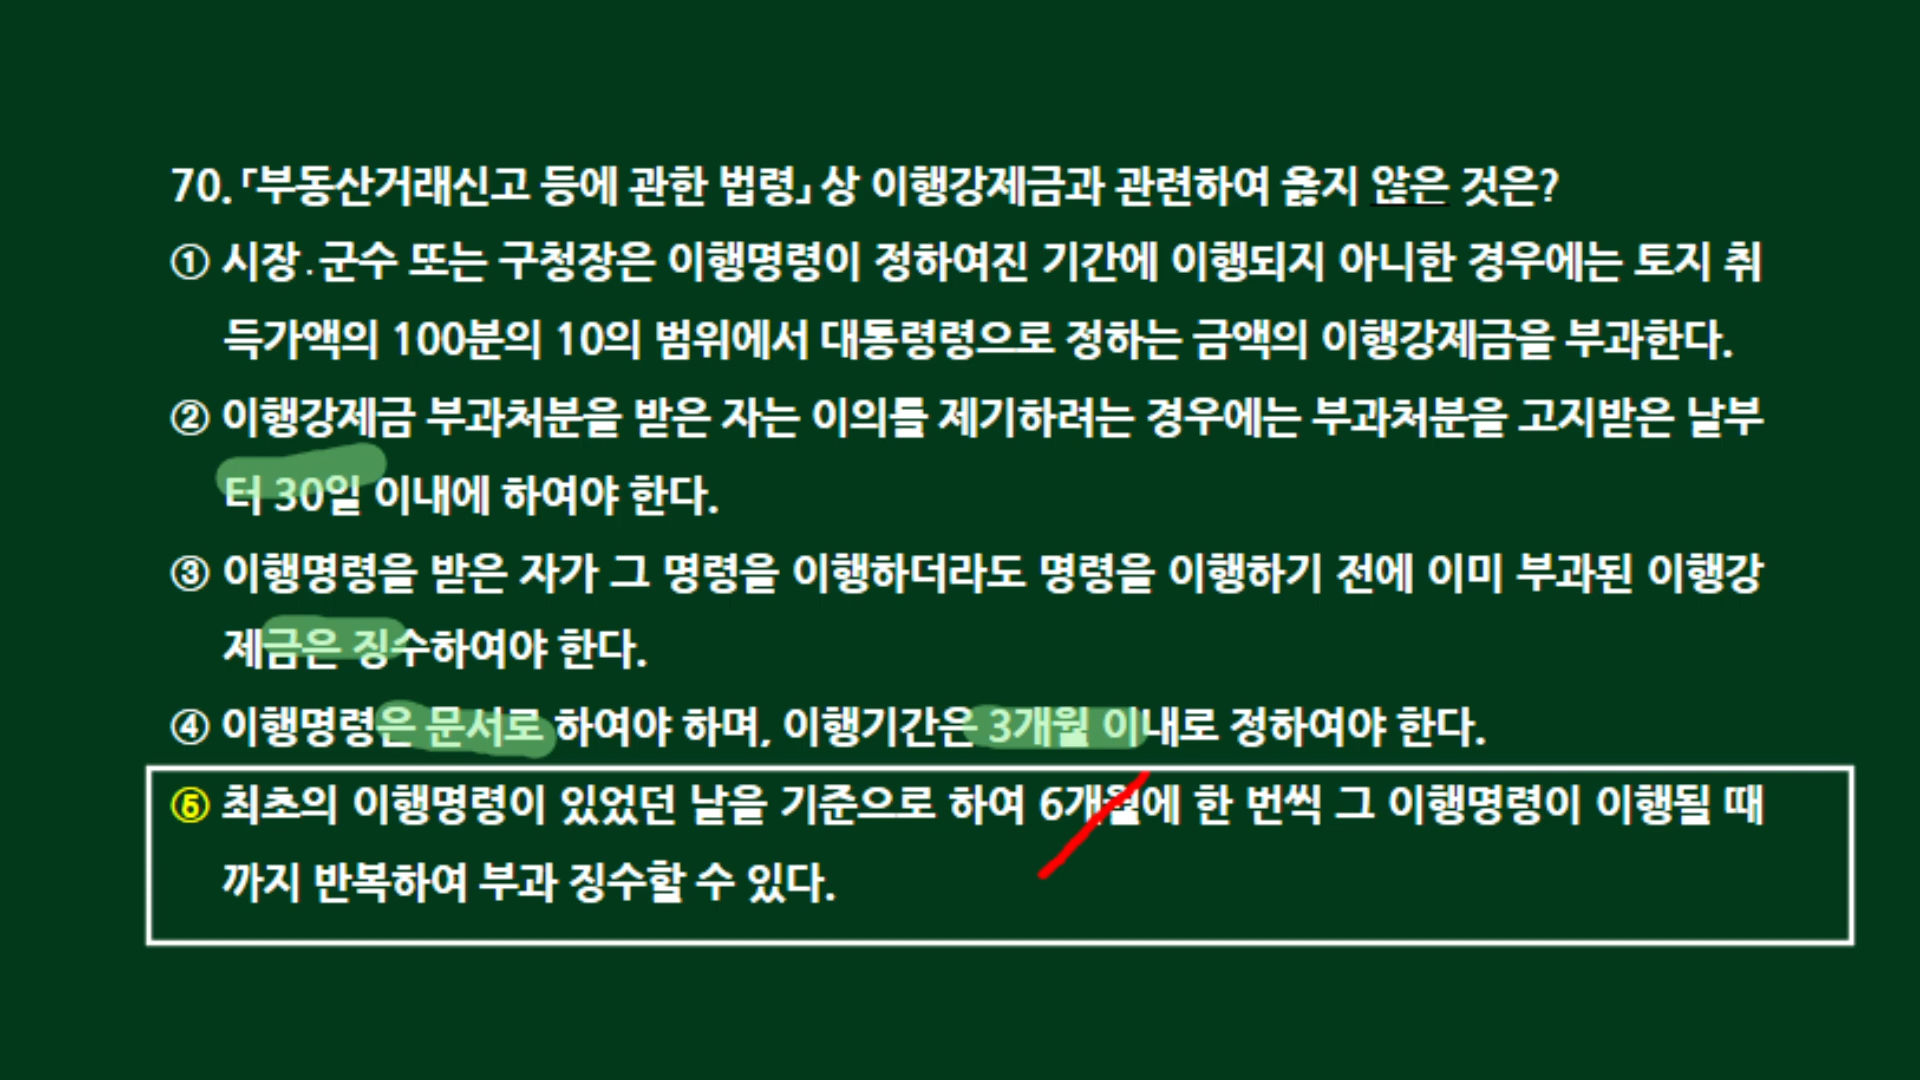 70.「부동산거래신고 등에 관한 법령」 상 이행강제금과 관련하여 옳지 않은 것은?
① 시장·군수 또는 구청장은 이행명령이 정하여진 기간에 이행되지 아니한 경우에는 토지 취
득가액의 100분의 10의 범위에서 대통령령으로 정하는 금액의 이행강제금을 부과한다.
② 이행강제금 부과처분을 받은 자는 이의를 제기하려는 경우에는 부과처분을 고지받은 날부
터 30일 이내에 하여야 한다.
③ 이행명령을 받은 자가 그 명령을 이행하더라도 명령을 이행하기 전에 이미 부과된 이행강
제금은 징수하여야 한다.
④ 이행명령은 문서로 하여야 하며, 이행기간은 3개월 이내로 정하여야 한다.
⑤ 최초의 이행명령이 있었던 날을 기준으로 하여 6개월에 한 번씩 그 이행명령이 이행될 때
까지 반복하여 부과 징수할 수 있다.